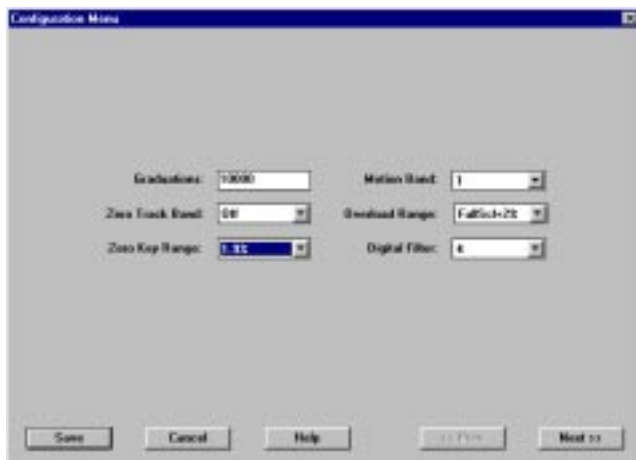 Configuration Menu
Graduations: 10000 Motion Band: 1
Zero Track Band: Off Overload Range: FullScl+2%
Zero Key Range: 1.9% Digital Filter: 4
Save Cancel Help << Prev Next >>